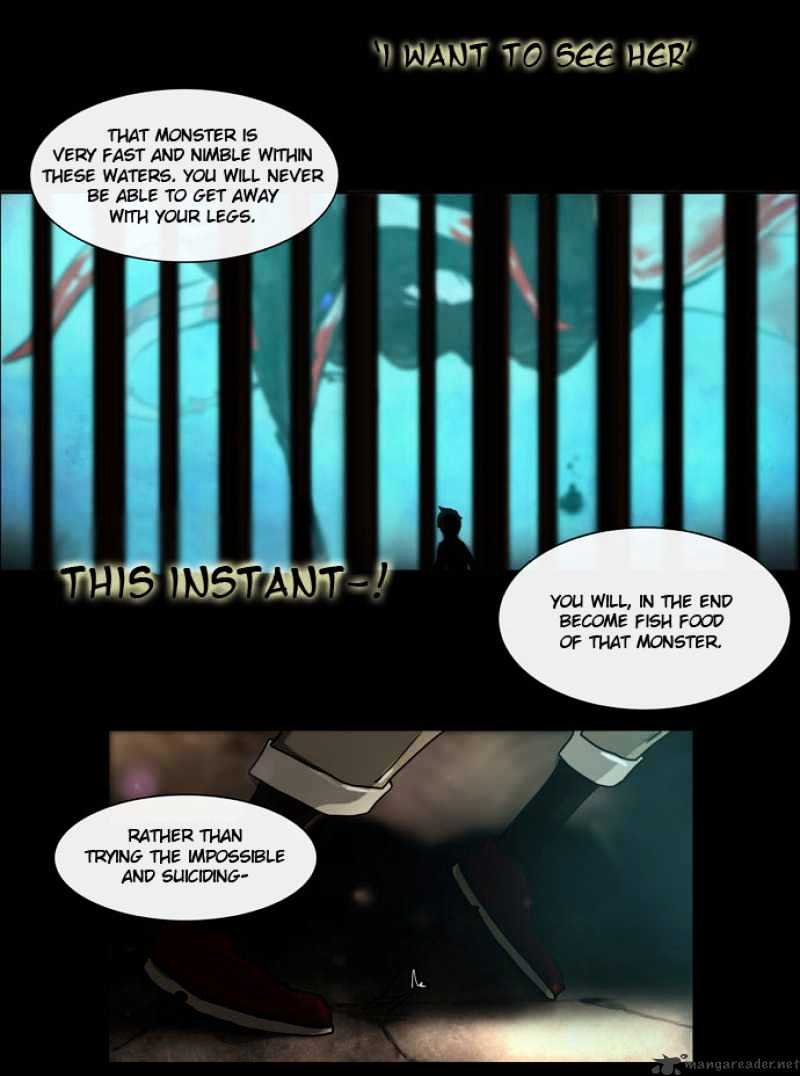 'I WANT TO SEE HER'
THAT MONSTER IS
VERY FAST AND NIMBLE WITHIN
THESE WATERS. YOU WILL NEVER
BE ABLE TO GET AWAY
WITH YOUR LEGS.
THIS INSTANT-!
YOU WILL, IN THE END
BECOME FISH FOOD
OF THAT MONSTER.
RATHER THAN
TRYING THE IMPOSSIBLE
AND SUICIDING-
mangareader.net